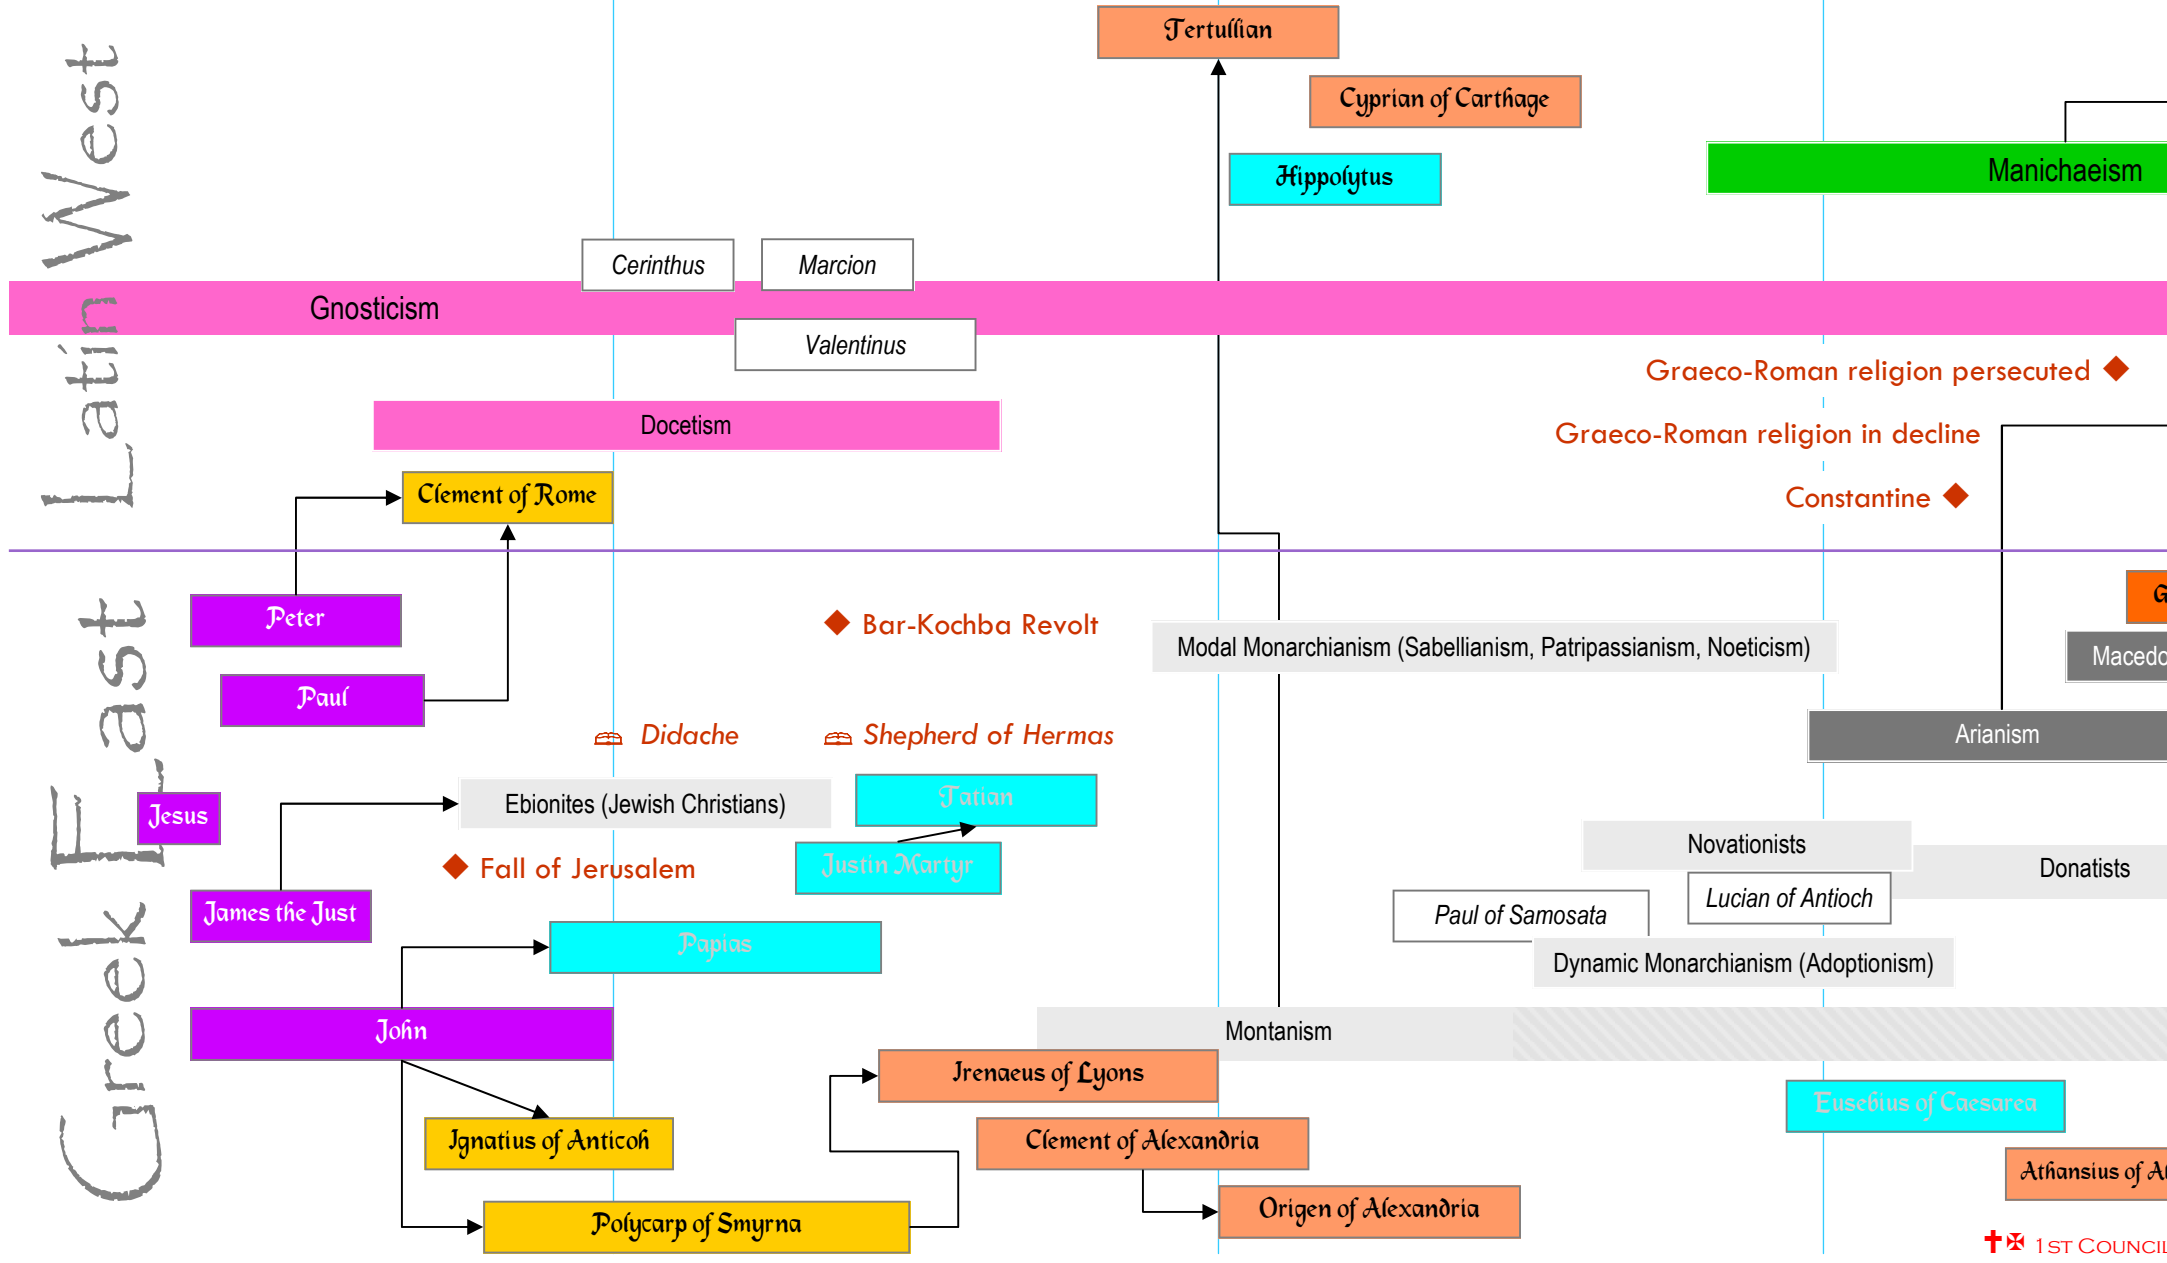 Latin West
Tertullian
Cyprian of Carthage
Manichaeism
Hippolytus
Cerinthus
Marcion
Gnosticism
Valentinus
Graeco-Roman religion persecuted
Docetism
Graeco-Roman religion in decline
Clement of Rome
Constantine
Greek East
Peter
Bar-Kochba Revolt
Modal Monarchianism (Sabellianism, Patripassianism, Noeticism)
Macedo
Paul
Didache
Shepherd of Hermas
Arianism
Jesus
Ebionites (Jewish Christians)
Tatian
Novationists
Fall of Jerusalem
Justin Martyr
Donatists
James the Just
Paul of Samosata
Lucian of Antioch
Papias
Dynamic Monarchianism (Adoptionism)
John
Montanism
Irenaeus of Lyons
Eusebius of Caesarea
Ignatius of Anticoh
Clement of Alexandria
Athansius of Al
Polycarp of Smyrna
Origen of Alexandria
1ST COUNCIL